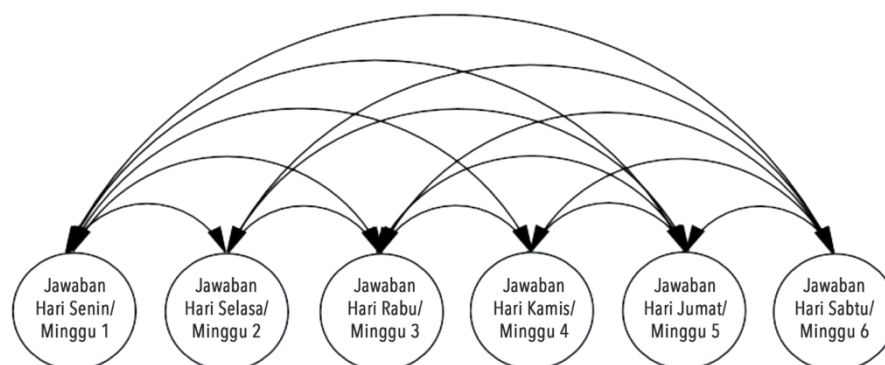 Jawaban
Hari Senin/
Minggu 1
Jawaban
Hari Selasa/
Minggu 2
Jawaban
Hari Rabu/
Minggu 3
Jawaban
Hari Kamis/
Minggu 4
Jawaban
Hari Jumat/
Minggu 5
Jawaban
Hari Sabtu/
Minggu 6